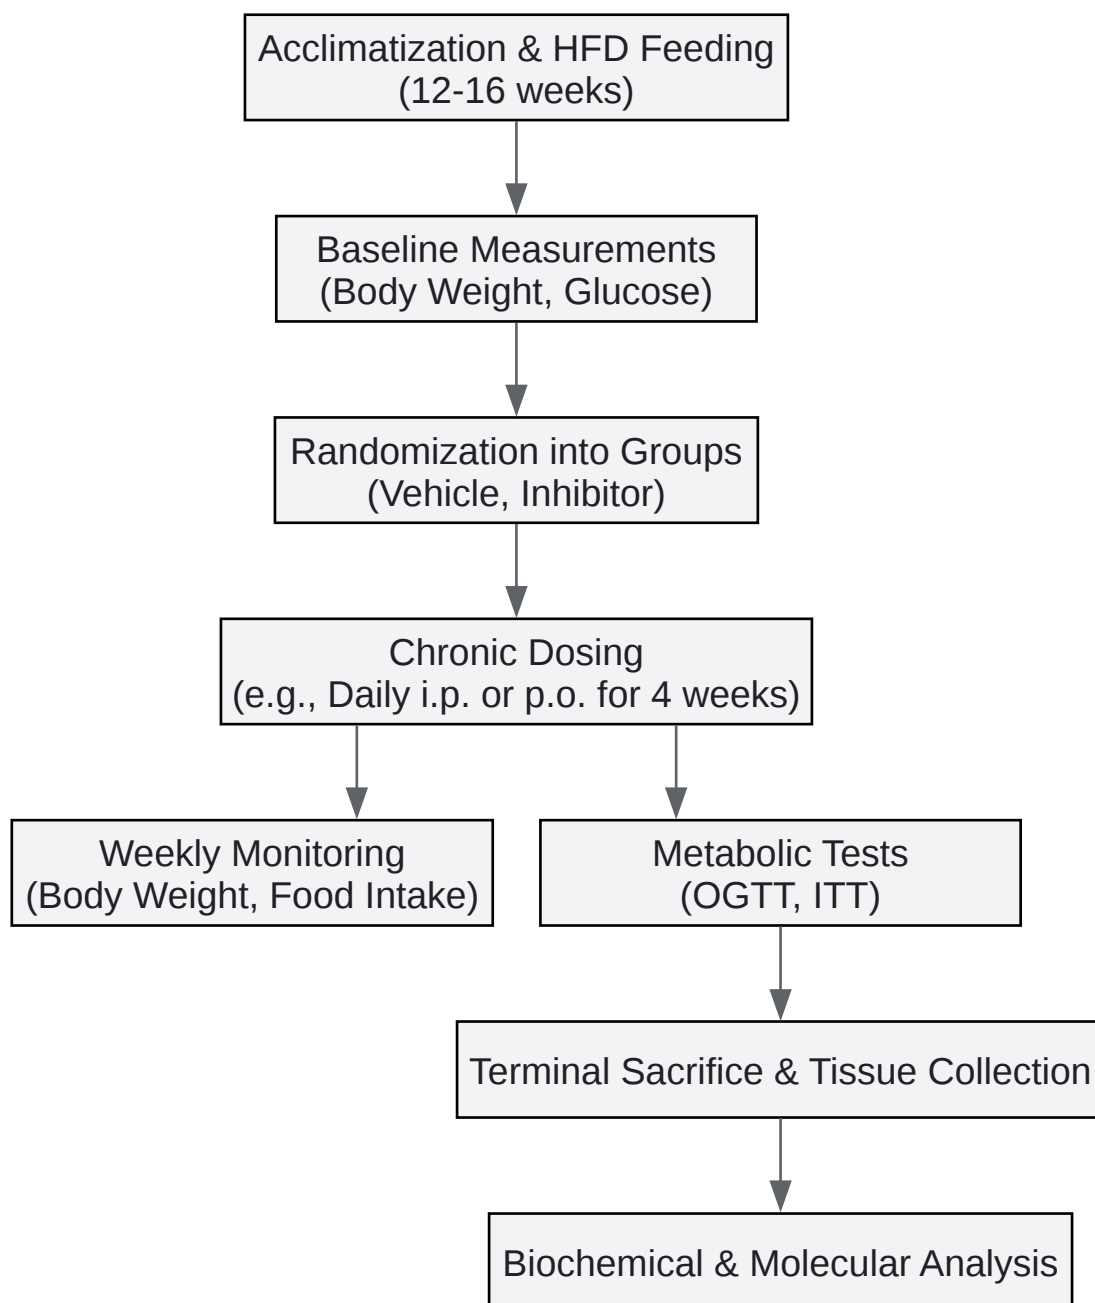 Acclimatization & HFD Feeding
(12-16 weeks)
Baseline Measurements
(Body Weight, Glucose)
Randomization into Groups
(Vehicle, Inhibitor)
Chronic Dosing
(e.g., Daily i.p. or p.o. for 4 weeks)
Weekly Monitoring
(Body Weight, Food Intake)
Metabolic Tests
(OGTT, ITT)
Terminal Sacrifice & Tissue Collection
Biochemical & Molecular Analysis